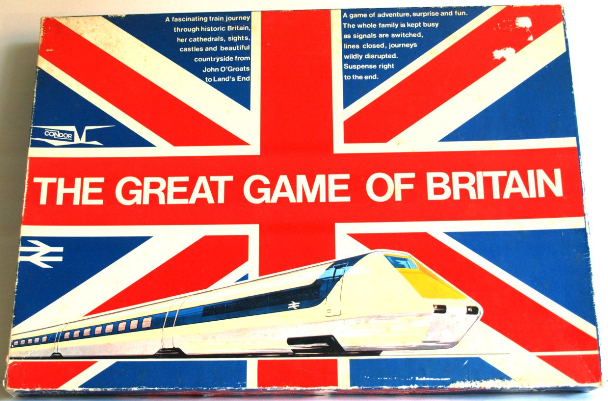 A fascinating train journey
through historic Britain,
her cathedrals, sights,
castles and beautiful
countryside from
John O'Groats
to Land's End
A game of adventure, surprise and fun.
The whole family is kept busy
as signals are switched,
lines closed, journeys
wildly disrupted.
Suspense right
to the end.
CONDOR
THE GREAT GAME OF BRITAIN